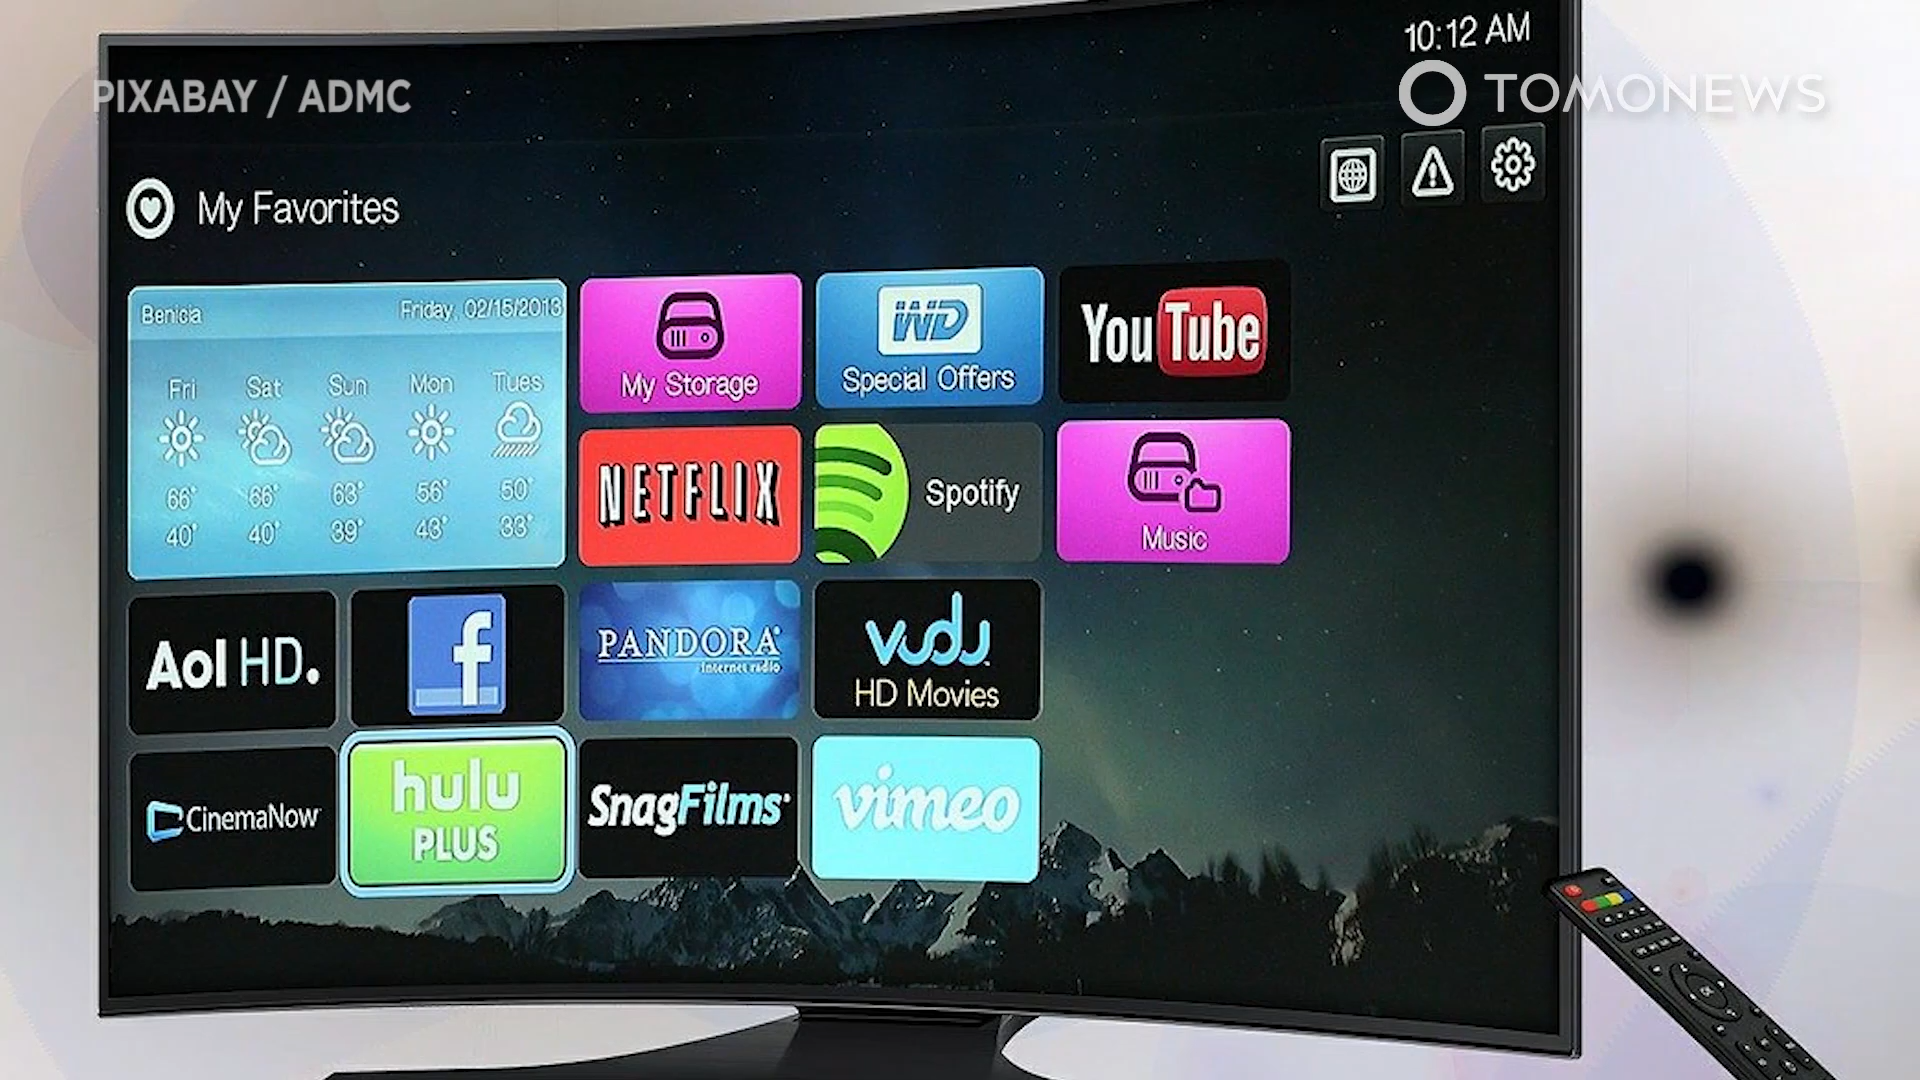 10:12 AM
PIXABAY / ADMC
TOMONEWS
My Favorites
Benicia
Friday, 02/15/2013
Fri Sat Sun Mon Tues
66° 66° 63° 56° 50°
40° 40° 39° 43° 33°
My Storage
WD
Special Offers
YouTube
NETFLIX
Spotify
Music
Aol HD.
f
PANDORA®
internet radio
vudu
HD Movies
CinemaNow
hulu
PLUS
SnagFilms
vimeo
OK